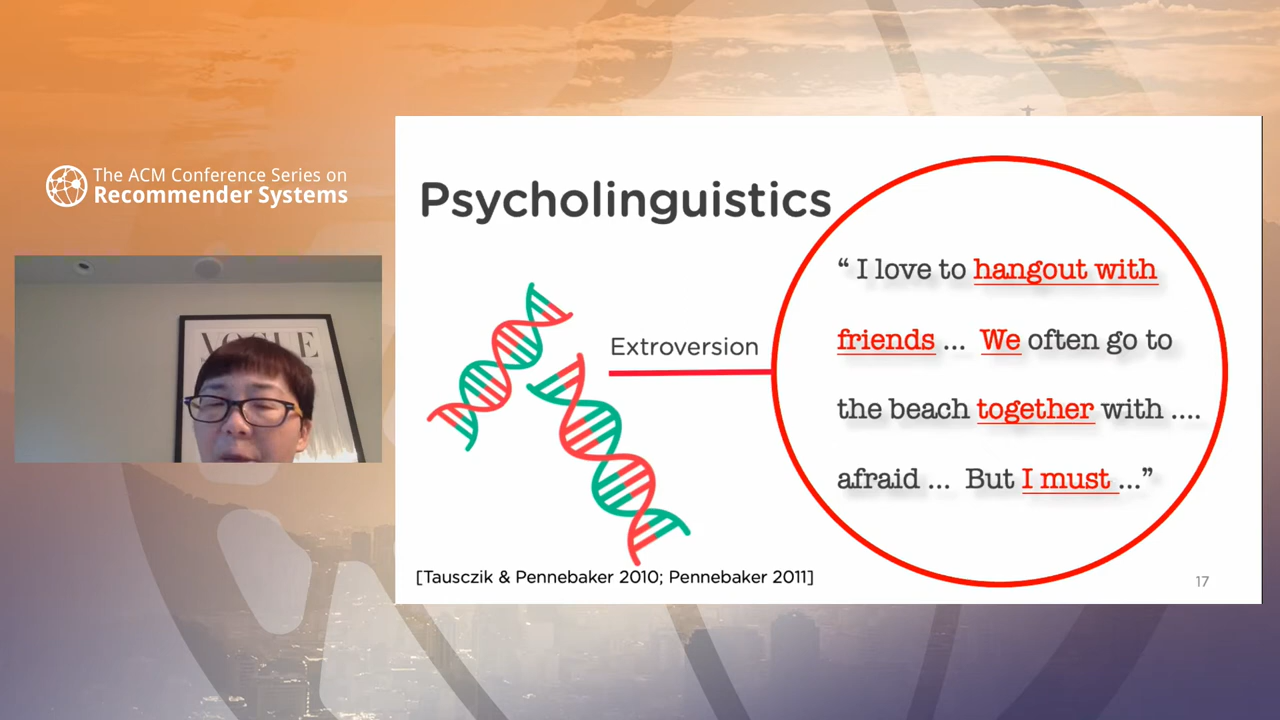 The ACM Conference Series on
Recommender Systems
VOGUE
Psycholinguistics
Extroversion
“ I love to hangout with
friends ... We often go to
the beach together with ....
afraid ... But I must ...”
[Tausczik & Pennebaker 2010; Pennebaker 2011]
17